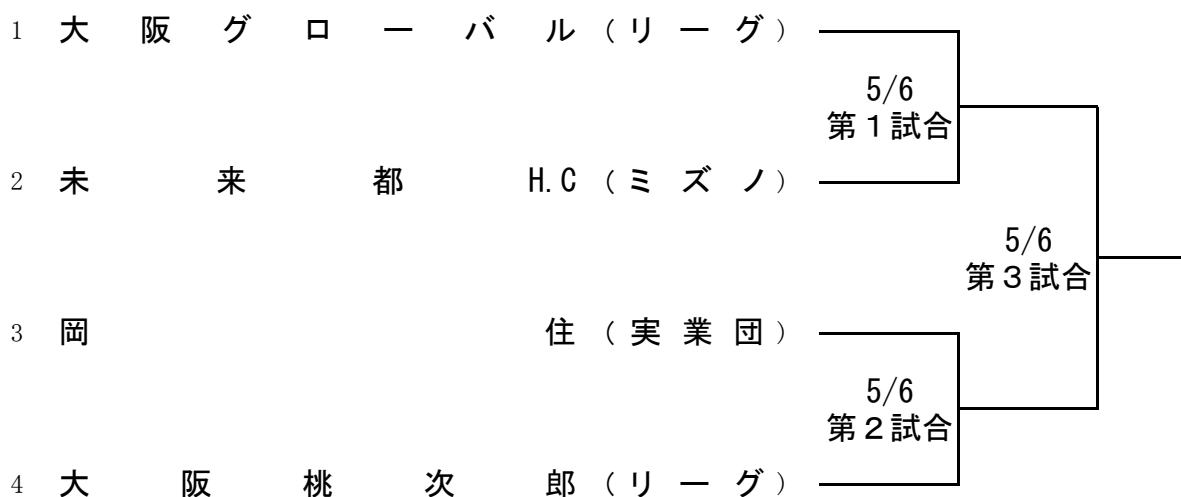 1 大阪グローバル(リーグ)
5/6
第1試合
2 未来都H.C(ミズノ)
5/6
第3試合
3 岡住(実業団)
5/6
第2試合
4 大阪桃次郎(リーグ)